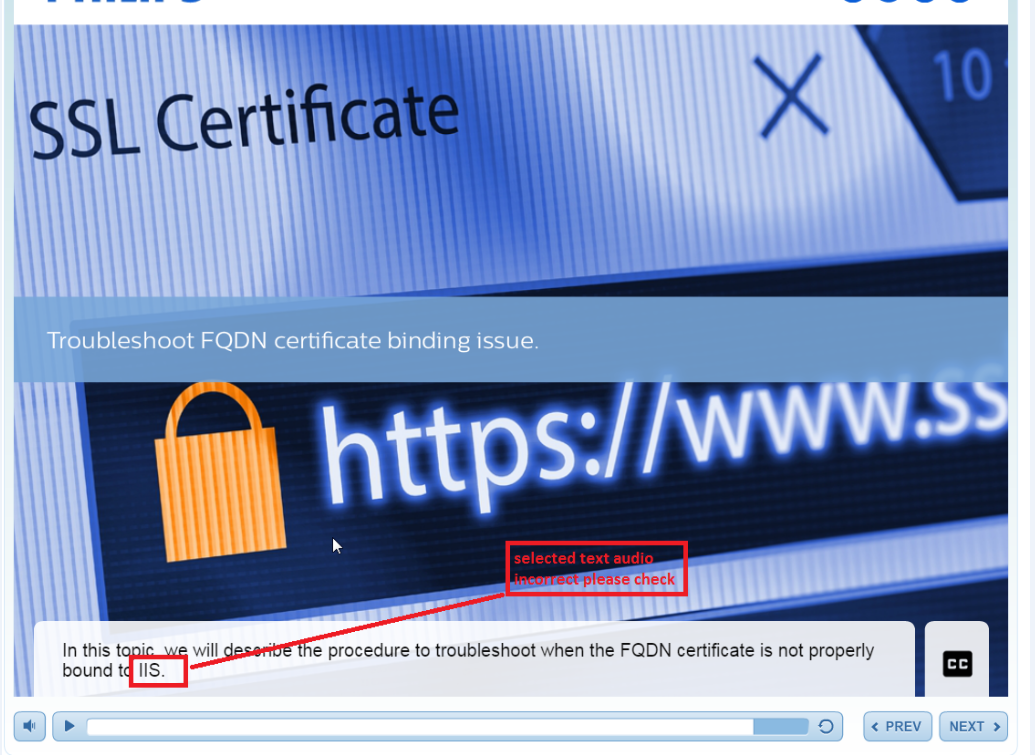 SSL Certificate
10
Troubleshoot FQDN certificate binding issue.
https://www.ss
selected text audio
incorrect please check
In this topic, we will describe the procedure to troubleshoot when the FQDN certificate is not properly
bound to IIS.
CC
PREV
NEXT